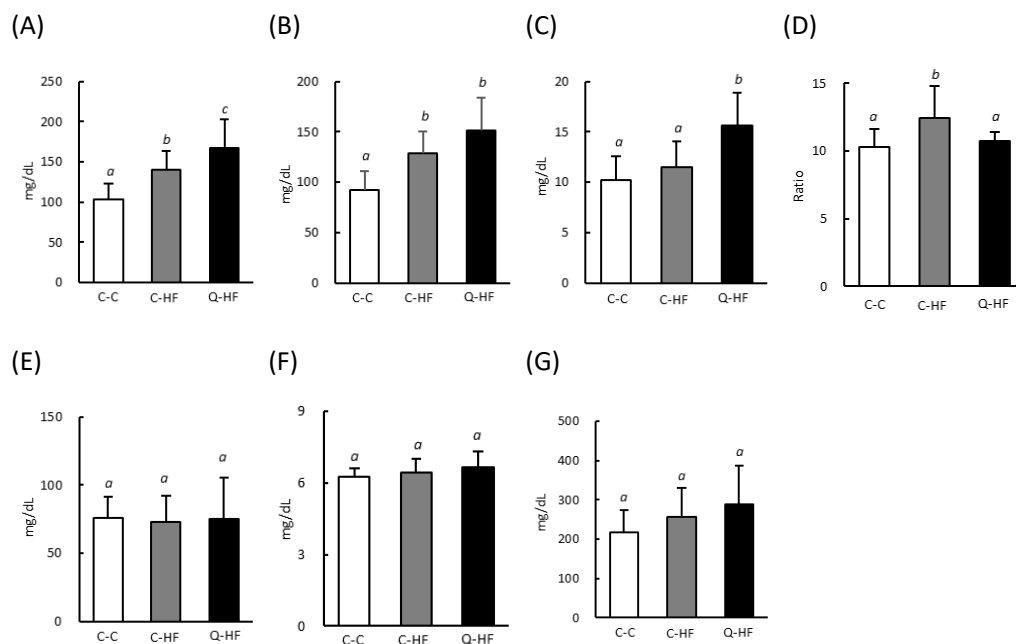 (A)
250
200
150
100
50
0
mg/dL
a
b
c
C-C C-HF Q-HF
(B)
200
150
100
50
0
mg/dL
a
b
b
C-C C-HF Q-HF
(C)
20
15
10
5
0
mg/dL
a
a
b
C-C C-HF Q-HF
(D)
15
10
5
0
Ratio
a
b
a
C-C C-HF Q-HF
(E)
150
100
50
0
mg/dL
a
a
a
C-C C-HF Q-HF
(F)
9
6
3
0
mg/dL
a
a
a
C-C C-HF Q-HF
(G)
500
400
300
200
100
0
mg/dL
a
a
a
C-C C-HF Q-HF